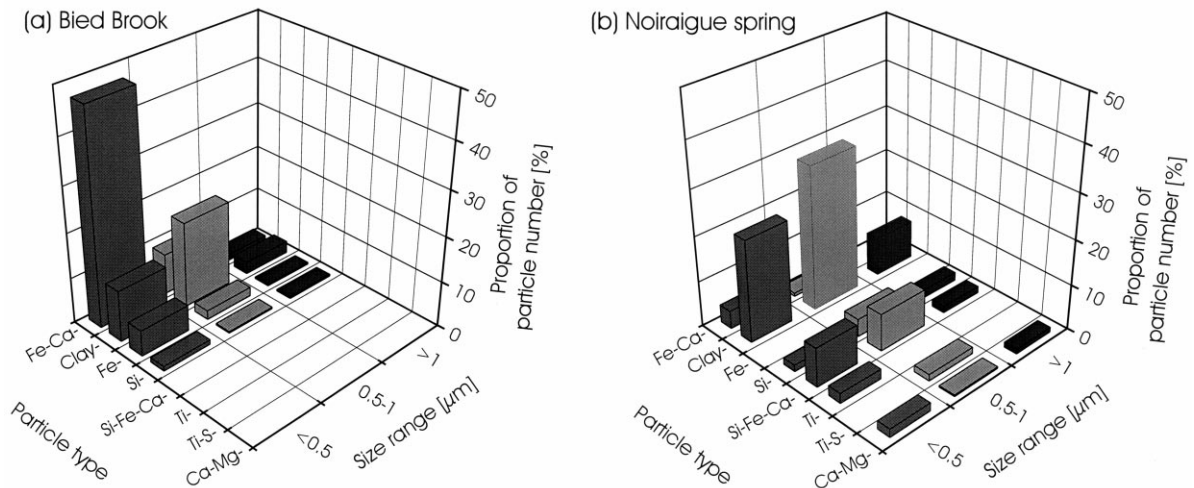 (a) Bied Brook
50
40
30
20
10
0
Proportion of
particle number [%]
Fe-Ca-
Clay-
Fe-
Si-
Si-Fe-Ca-
Ti-
Ti-S-
Ca-Mg-
Particle type
<0.5
0.5-1
>1
Size range [µm]
(b) Noiraigue spring
50
40
30
20
10
0
Proportion of
particle number [%]
Fe-Ca-
Clay-
Fe-
Si-
Si-Fe-Ca-
Ti-
Ti-S-
Ca-Mg-
Particle type
<0.5
0.5-1
>1
Size range [µm]